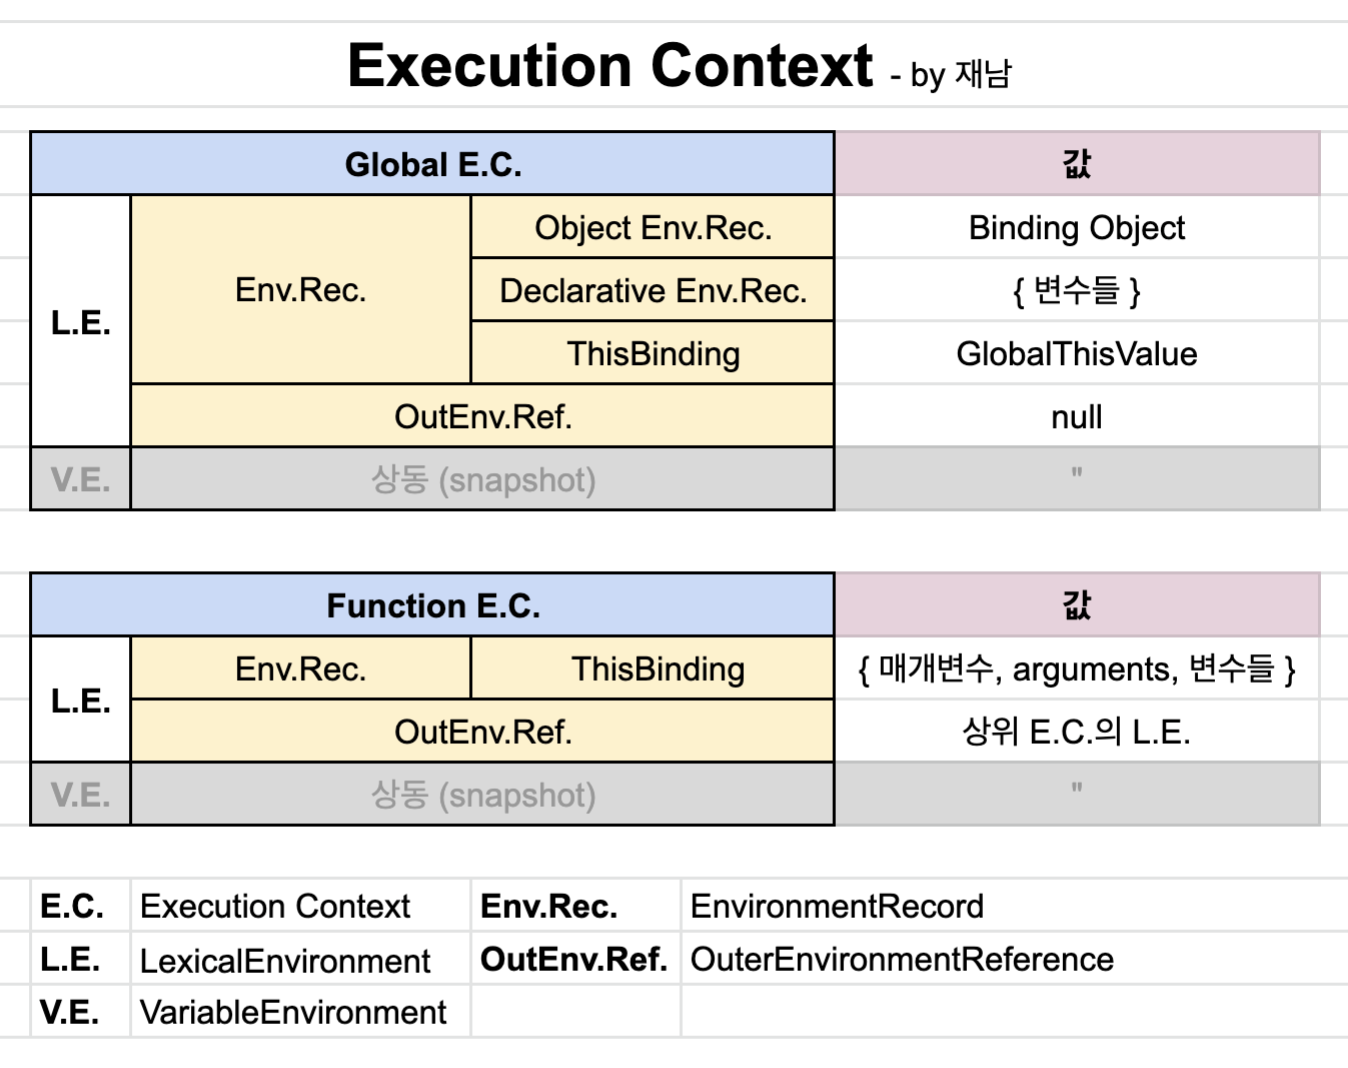 Execution Context - by 재남
Global E.C. 값
L.E. Env.Rec. Object Env.Rec. Binding Object
Declarative Env.Rec. { 변수들 }
ThisBinding GlobalThisValue
OutEnv.Ref. null
V.E. 상동 (snapshot) "
Function E.C. 값
L.E. Env.Rec. ThisBinding { 매개변수, arguments, 변수들 }
OutEnv.Ref. 상위 E.C.의 L.E.
V.E. 상동 (snapshot) "
E.C. Execution Context Env.Rec. EnvironmentRecord
L.E. LexicalEnvironment OutEnv.Ref. OuterEnvironmentReference
V.E. VariableEnvironment